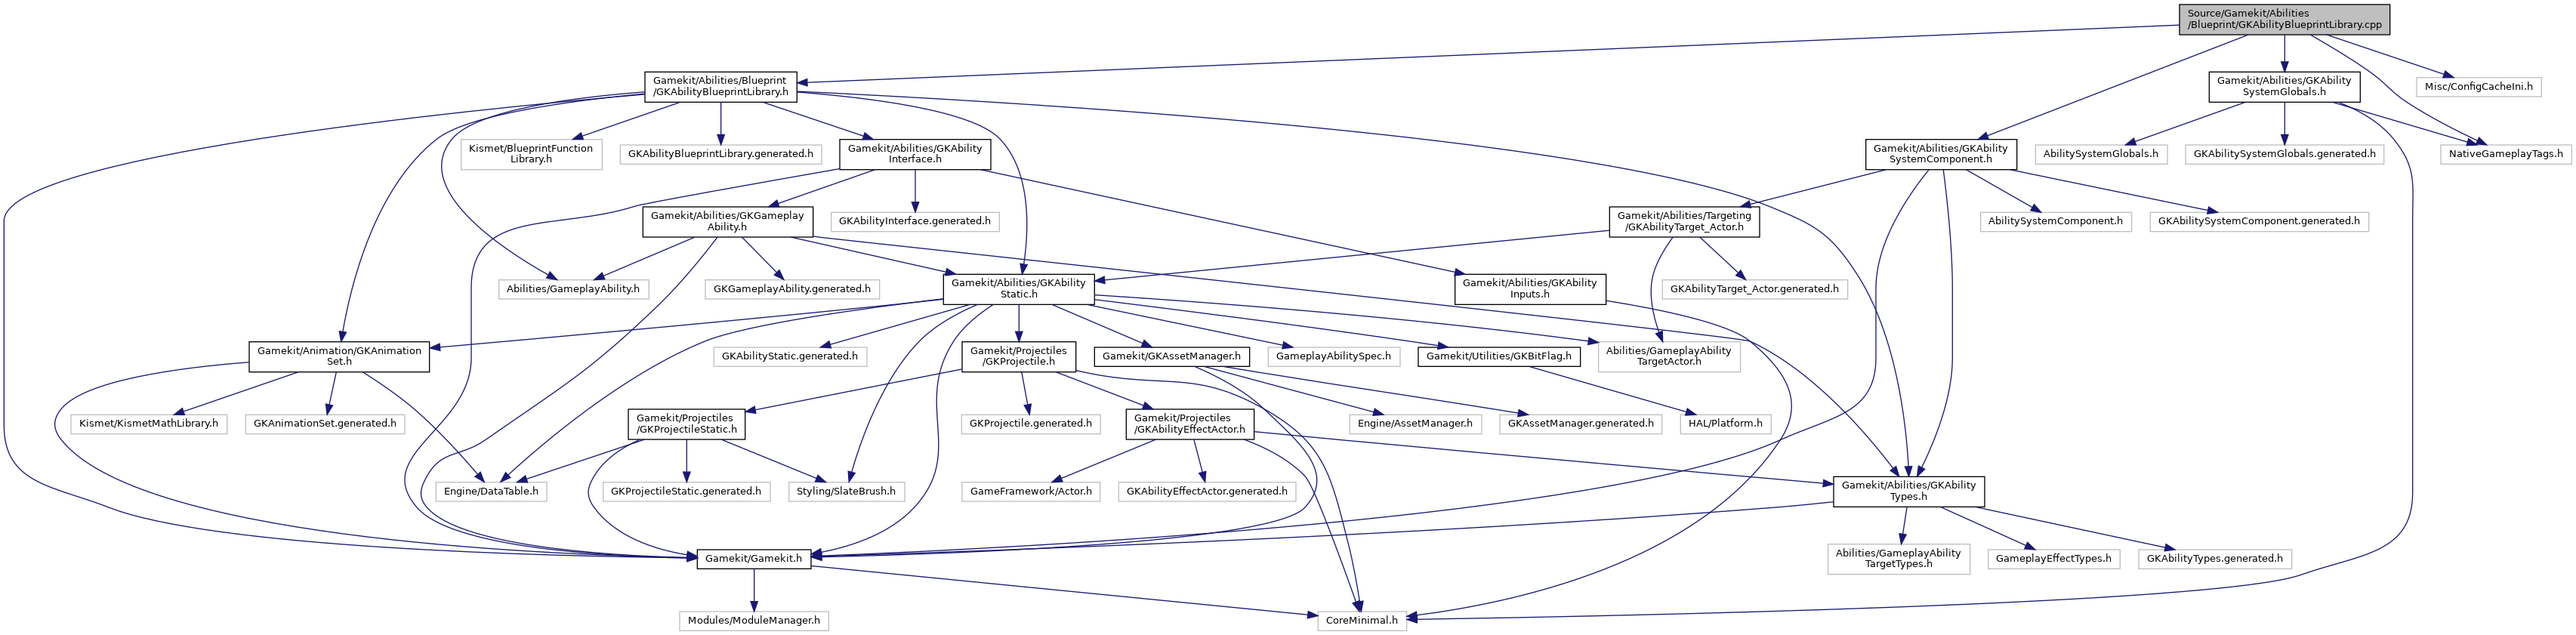 Source/Gamekit/Abilities
/Blueprint/GKAbilityBlueprintLibrary.cpp
Gamekit/Abilities/Blueprint
/GKAbilityBlueprintLibrary.h
Gamekit/Abilities/GKAbility
SystemGlobals.h
Misc/ConfigCacheIni.h
Kismet/BlueprintFunction
Library.h
GKAbilityBlueprintLibrary.generated.h
Gamekit/Abilities/GKAbility
Interface.h
Gamekit/Abilities/GKAbility
SystemComponent.h
AbilitySystemGlobals.h
GKAbilitySystemGlobals.generated.h
NativeGameplayTags.h
Gamekit/Abilities/GKGameplay
Ability.h
GKAbilityInterface.generated.h
Gamekit/Abilities/Targeting
/GKAbilityTarget_Actor.h
AbilitySystemComponent.h
GKAbilitySystemComponent.generated.h
Abilities/GameplayAbility.h
GKGameplayAbility.generated.h
Gamekit/Abilities/GKAbility
Static.h
Gamekit/Abilities/GKAbility
Inputs.h
GKAbilityTarget_Actor.generated.h
Gamekit/Animation/GKAnimation
Set.h
GKAbilityStatic.generated.h
Gamekit/Projectiles
/GKProjectile.h
Gamekit/GKAssetManager.h
GameplayAbilitySpec.h
Gamekit/Utilities/GKBitFlag.h
Abilities/GameplayAbility
TargetActor.h
Kismet/KismetMathLibrary.h
GKAnimationSet.generated.h
Gamekit/Projectiles
/GKProjectileStatic.h
GKProjectile.generated.h
Gamekit/Projectiles
/GKAbilityEffectActor.h
Engine/AssetManager.h
GKAssetManager.generated.h
HAL/Platform.h
Engine/DataTable.h
GKProjectileStatic.generated.h
Styling/SlateBrush.h
GameFramework/Actor.h
GKAbilityEffectActor.generated.h
Gamekit/Abilities/GKAbility
Types.h
Gamekit/Gamekit.h
Abilities/GameplayAbility
TargetTypes.h
GameplayEffectTypes.h
GKAbilityTypes.generated.h
Modules/ModuleManager.h
CoreMinimal.h